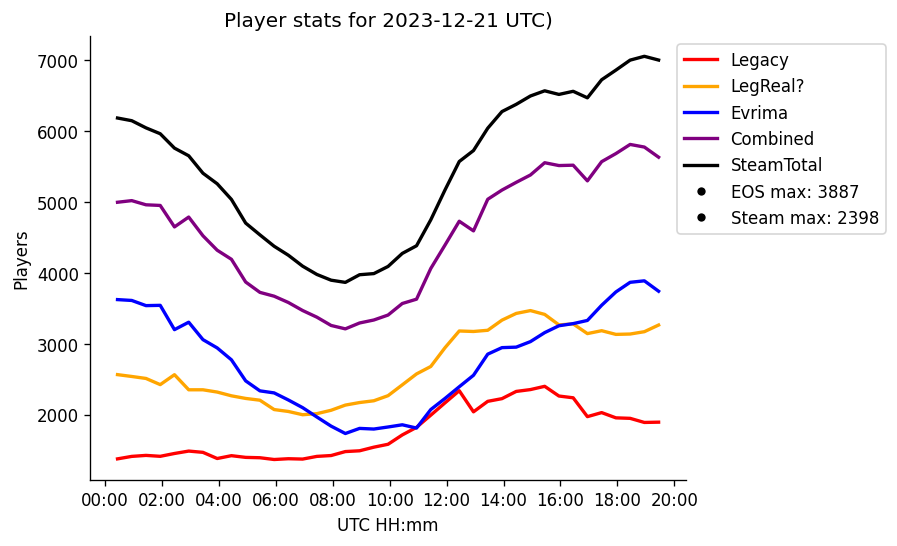 Player stats for 2023-12-21 UTC)
7000
6000
5000
4000
3000
2000
Players
00:00 02:00 04:00 06:00 08:00 10:00 12:00 14:00 16:00 18:00 20:00
UTC HH:mm
Legacy
LegReal?
Evrima
Combined
SteamTotal
EOS max: 3887
Steam max: 2398